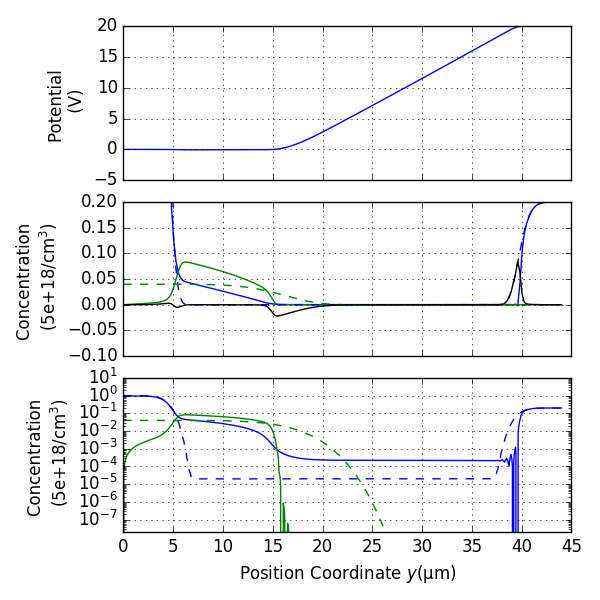 20
15
10
5
0
−5
Potential
(V)
0.20
0.15
0.10
0.05
0.00
−0.05
−0.10
Concentration
(5e+18/cm³)
10¹
10⁰
10⁻¹
10⁻²
10⁻³
10⁻⁴
10⁻⁵
10⁻⁶
10⁻⁷
Concentration
(5e+18/cm³)
0 5 10 15 20 25 30 35 40 45
Position Coordinate y(µm)